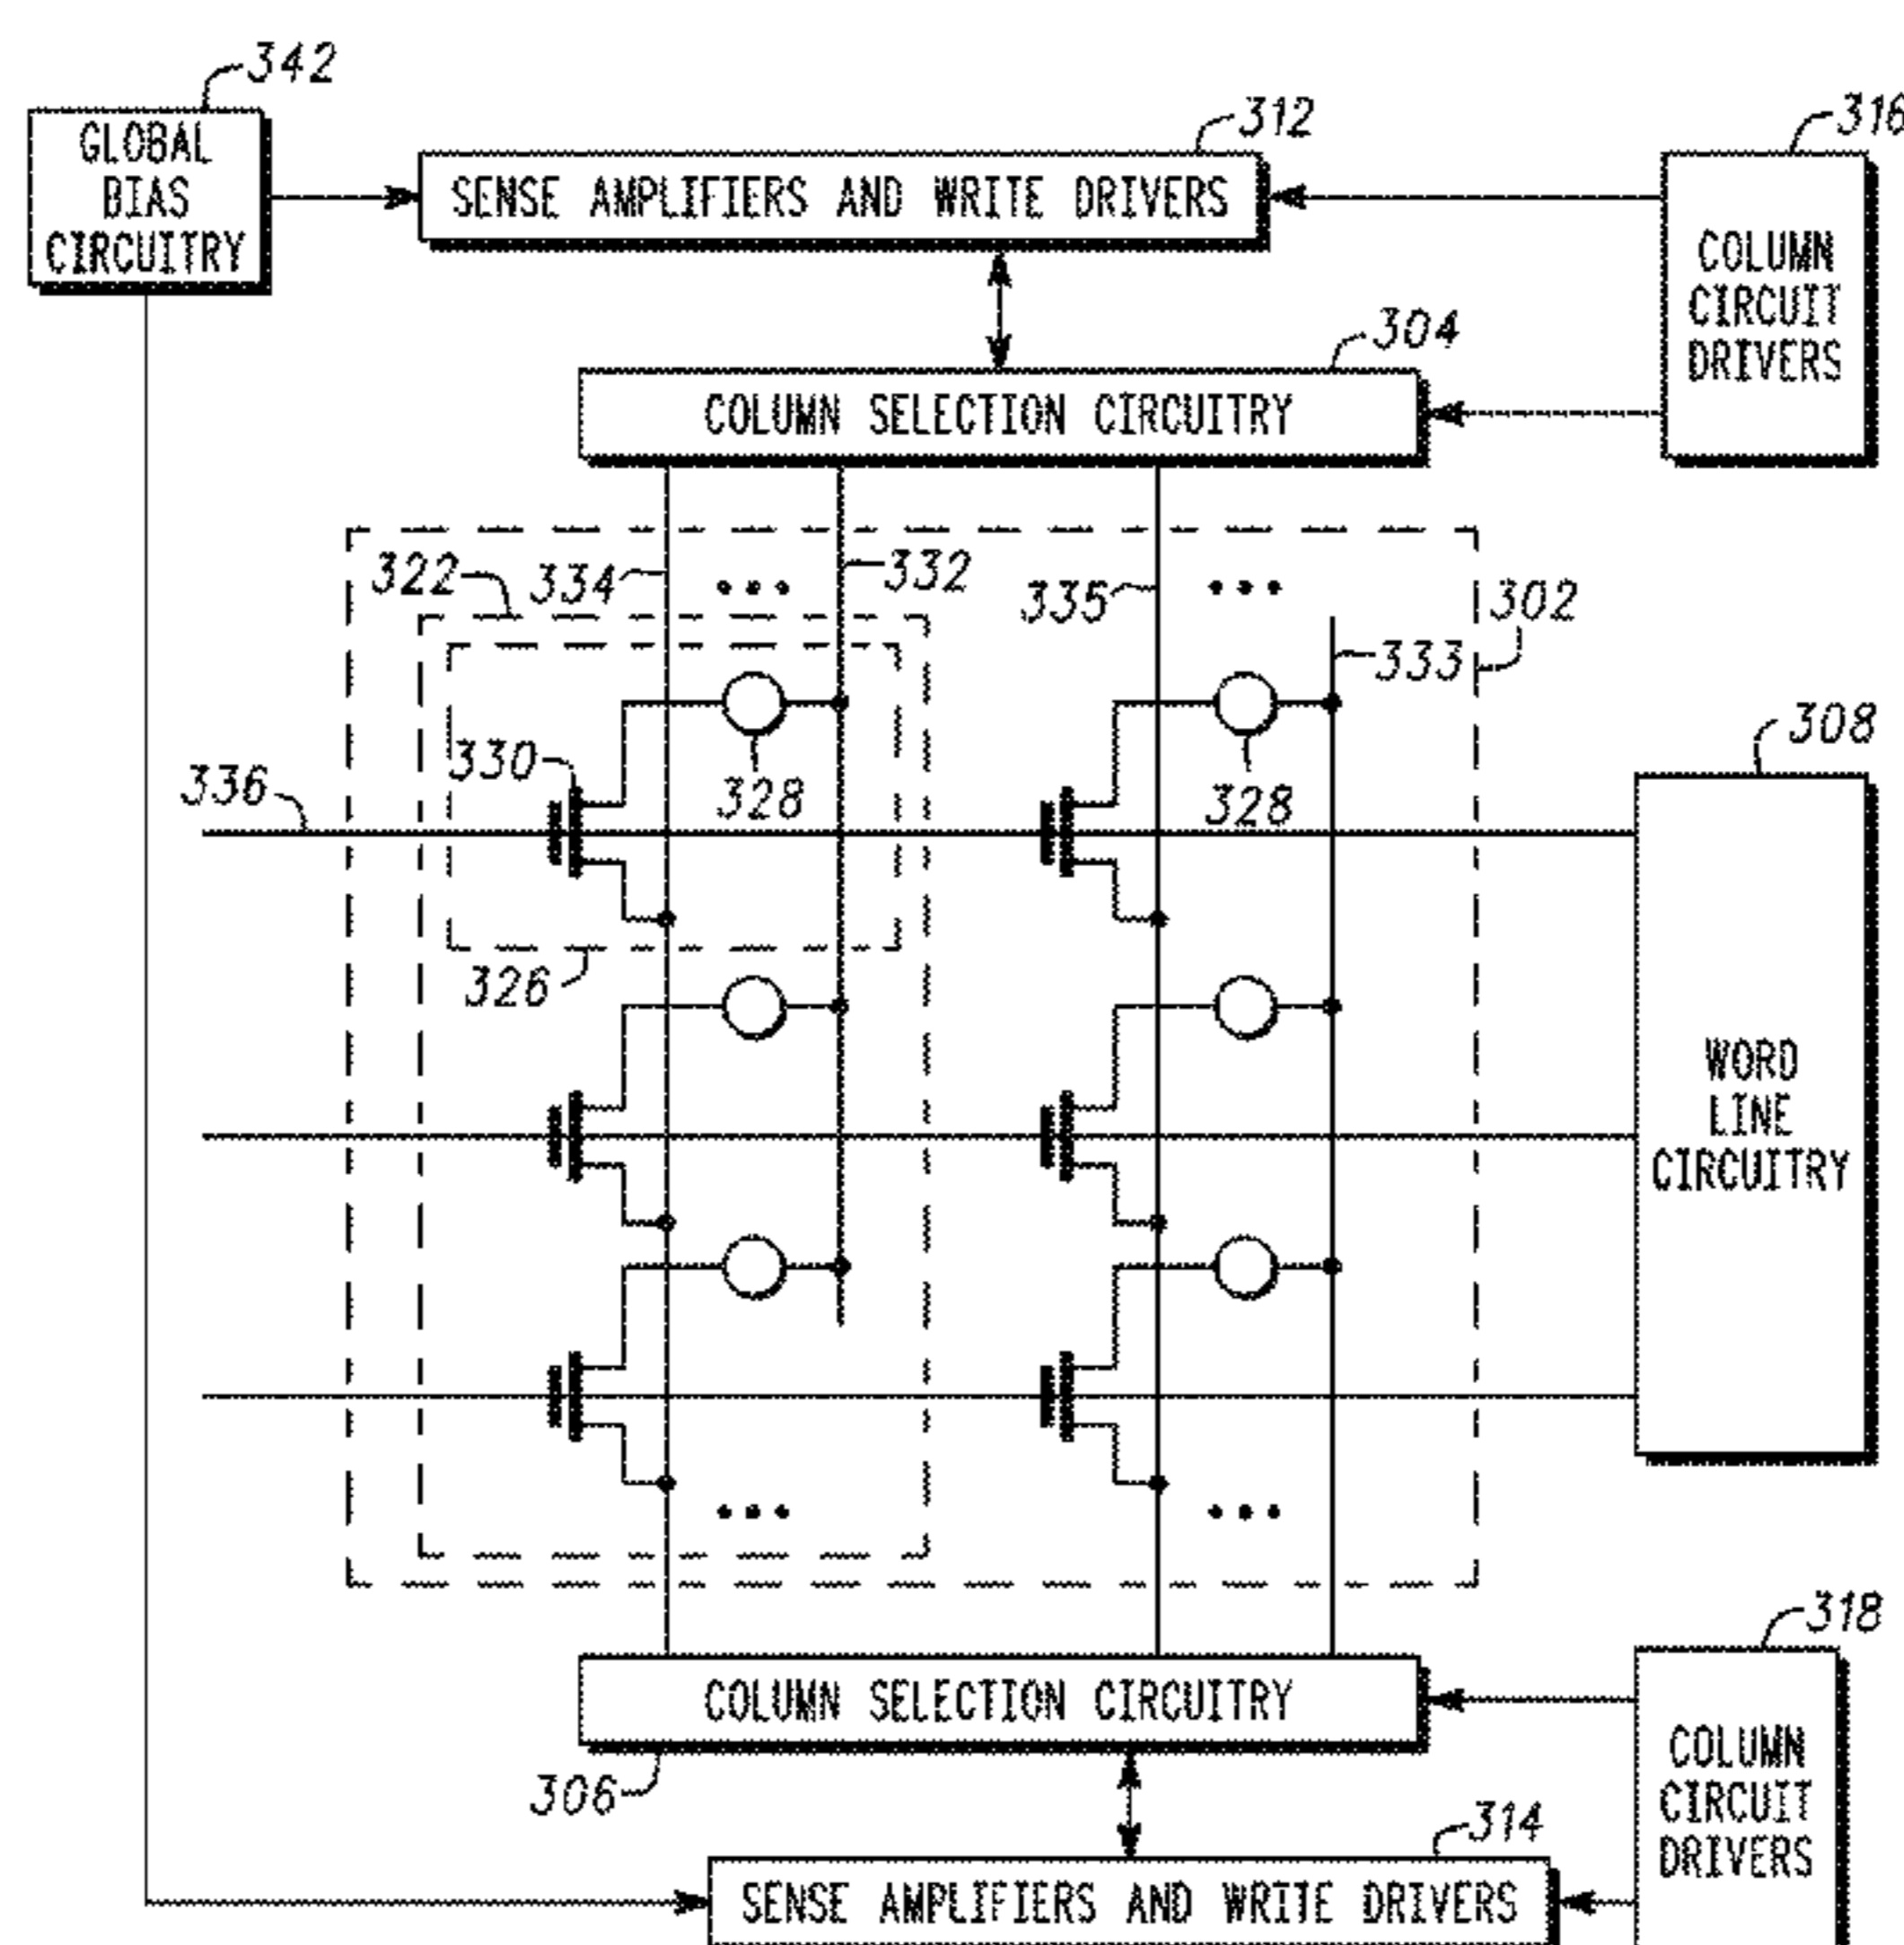 342
GLOBAL
BIAS
CIRCUITRY
312
SENSE AMPLIFIERS AND WRITE DRIVERS
316
COLUMN
CIRCUIT
DRIVERS
304
COLUMN SELECTION CIRCUITRY
322
334
...
332
335
...
302
333
330
328
328
336
308
WORD
LINE
CIRCUITRY
326
...
...
318
COLUMN SELECTION CIRCUITRY
306
COLUMN
CIRCUIT
DRIVERS
314
SENSE AMPLIFIERS AND WRITE DRIVERS